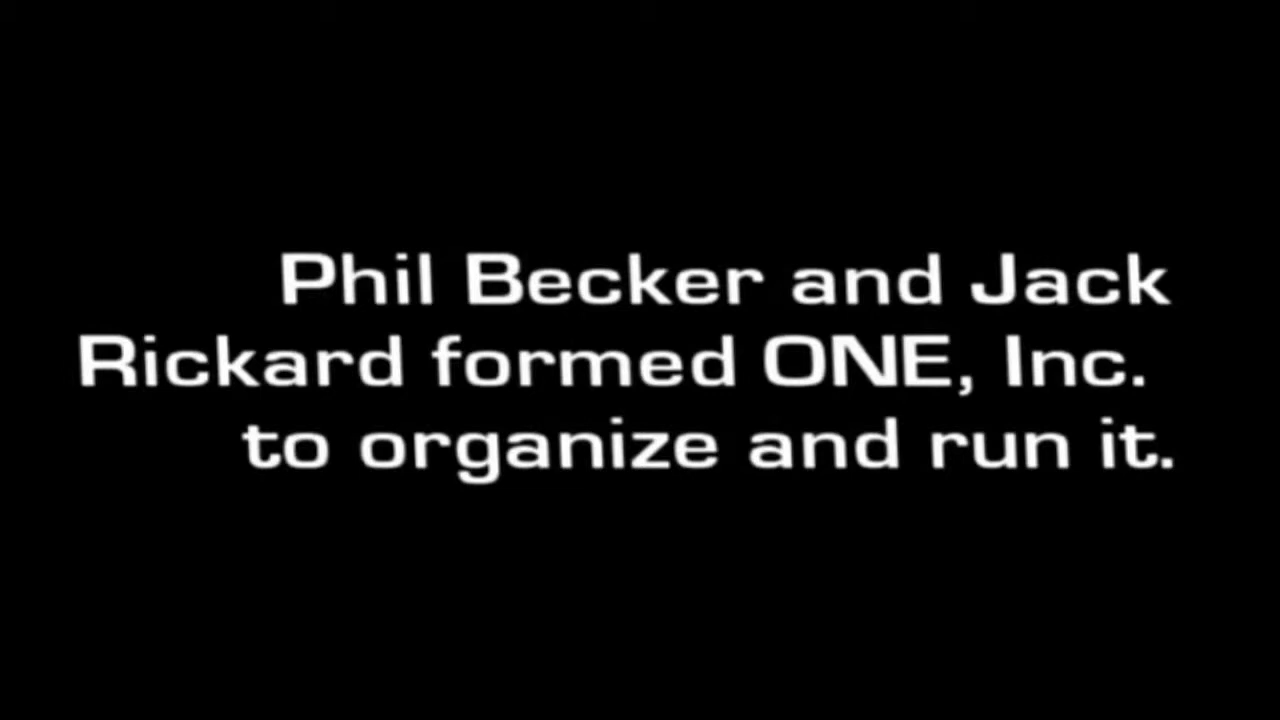 Phil Becker and Jack
Rickard formed ONE, Inc.
to organize and run it.